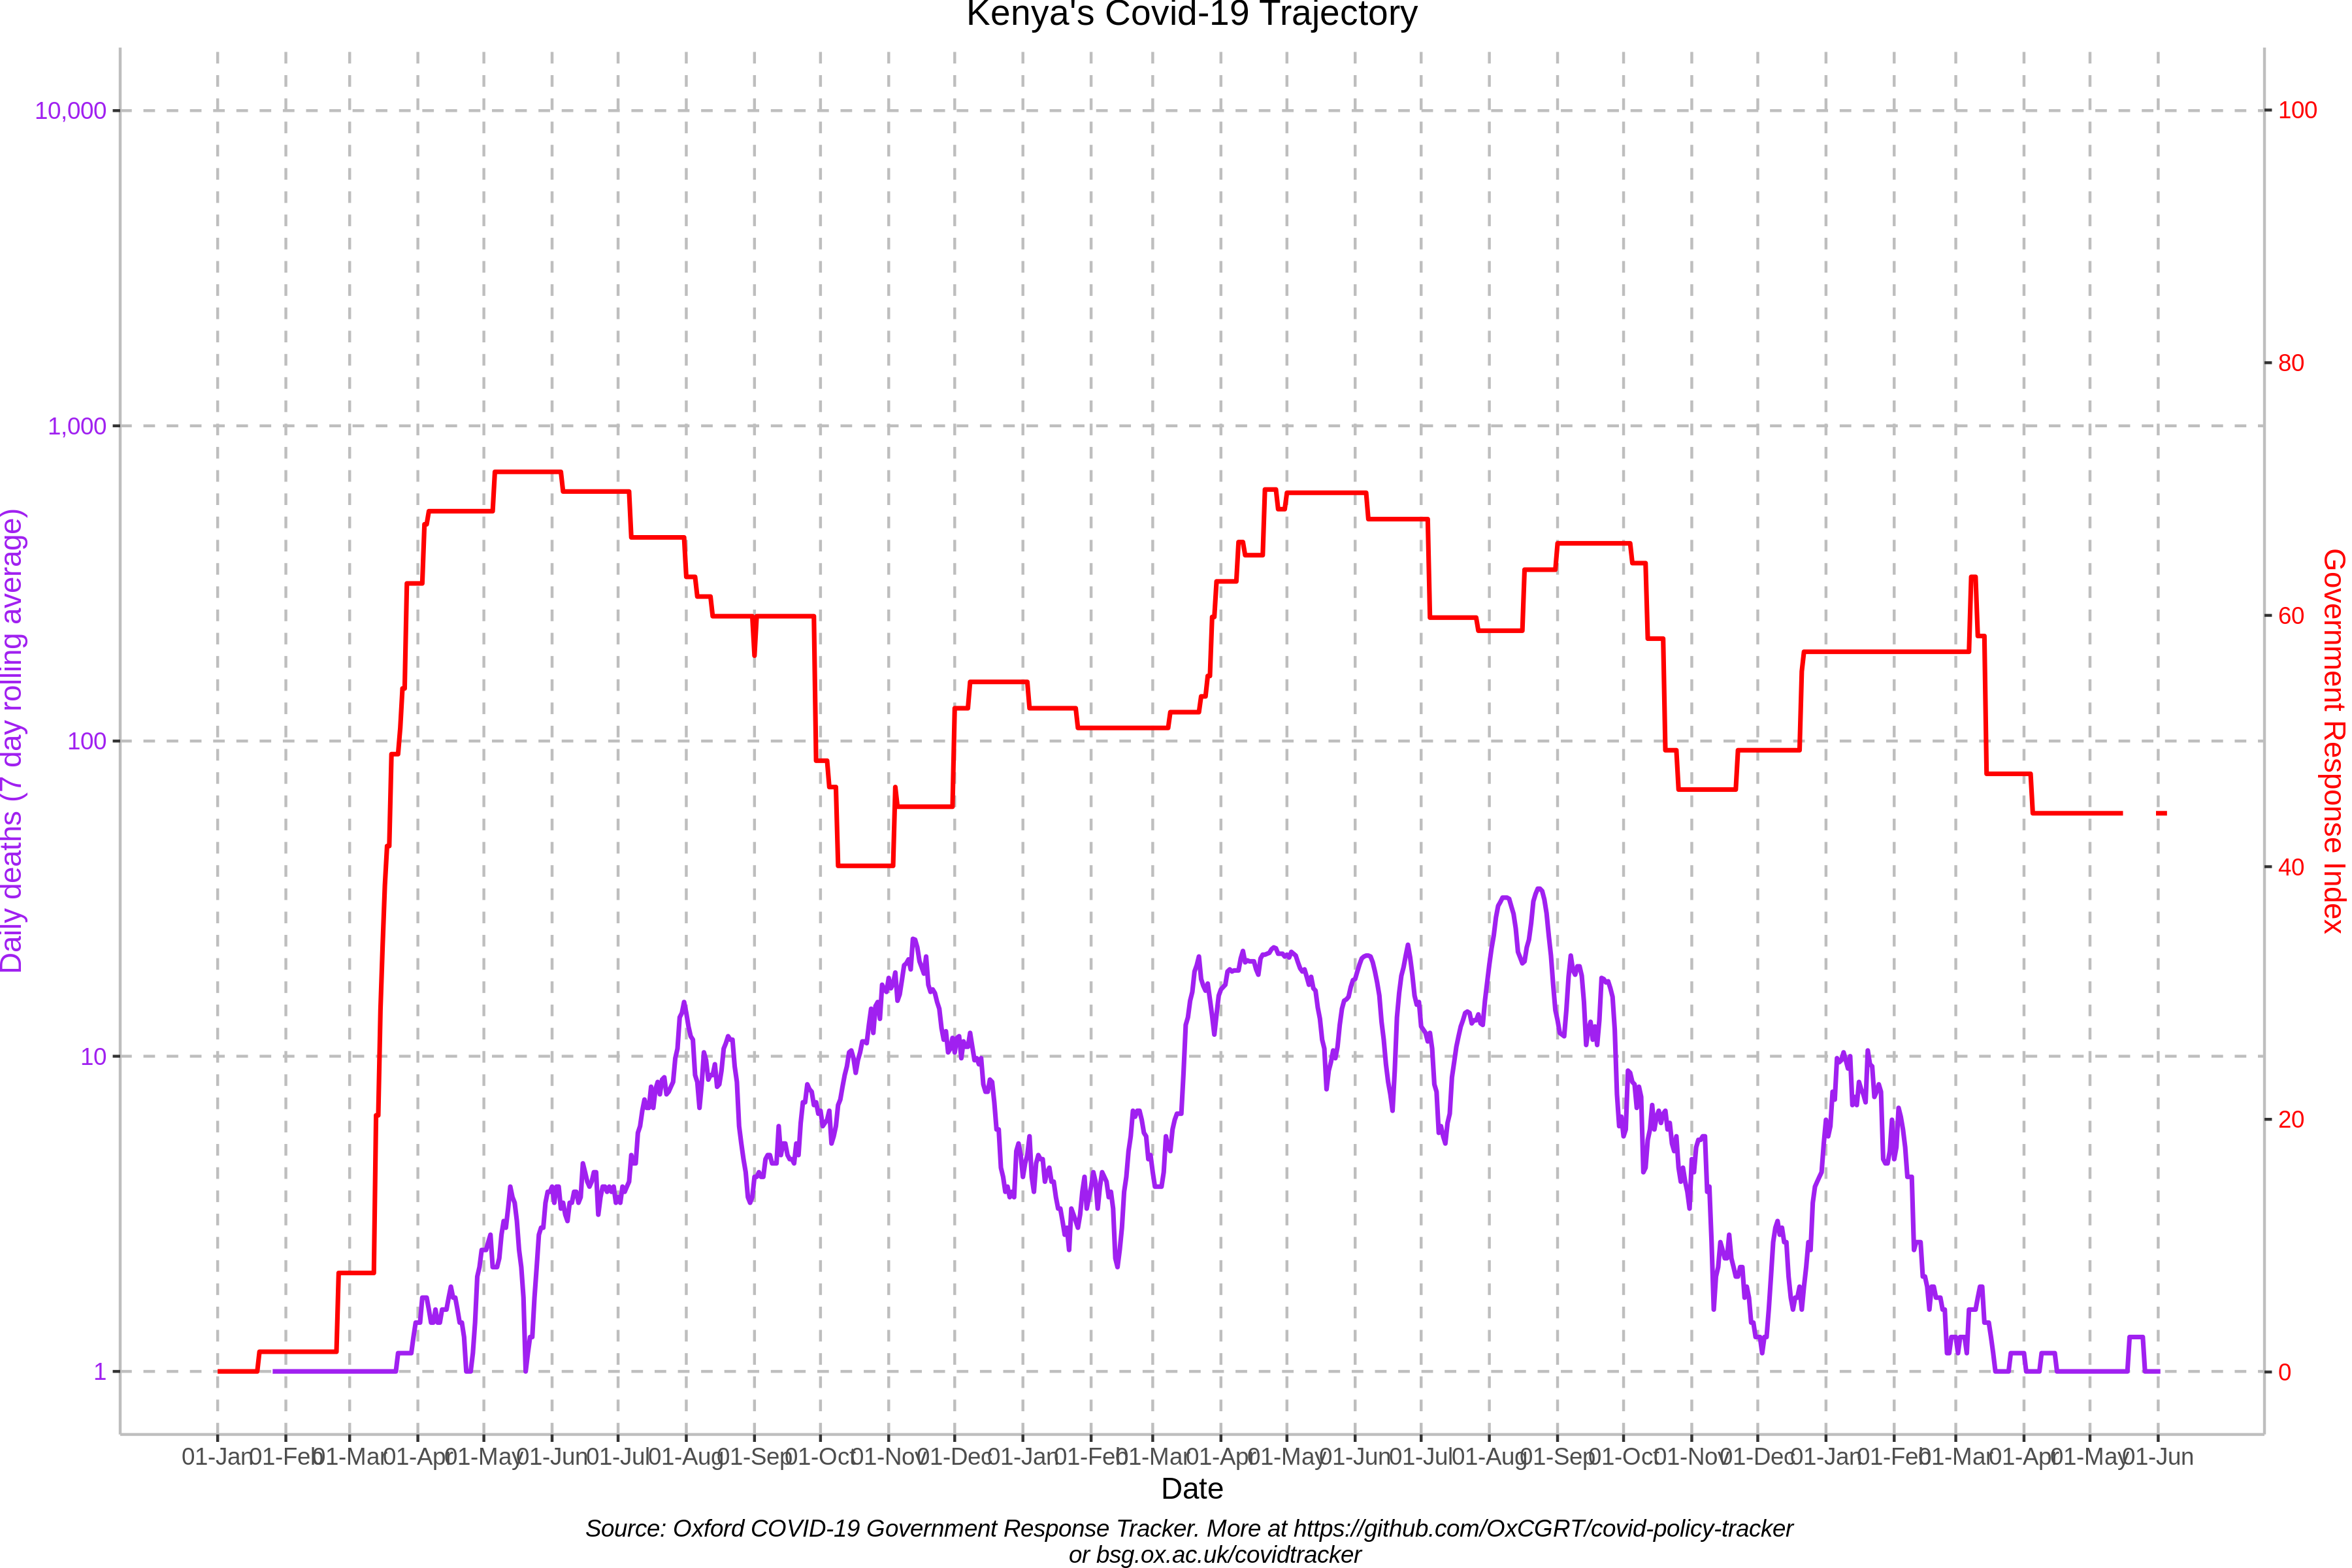 Kenya's Covid-19 Trajectory
10,000
1,000
100
10
1
Daily deaths (7 day rolling average)
100
80
60
40
20
0
Government Response Index
01-Jan 01-Feb 01-Mar 01-Apr 01-May 01-Jun 01-Jul 01-Aug 01-Sep 01-Oct 01-Nov 01-Dec 01-Jan 01-Feb 01-Mar 01-Apr 01-May 01-Jun 01-Jul 01-Aug 01-Sep 01-Oct 01-Nov 01-Dec 01-Jan 01-Feb 01-Mar 01-Apr 01-May 01-Jun
Date
Source: Oxford COVID-19 Government Response Tracker. More at https://github.com/OxCGRT/covid-policy-tracker
or bsg.ox.ac.uk/covidtracker